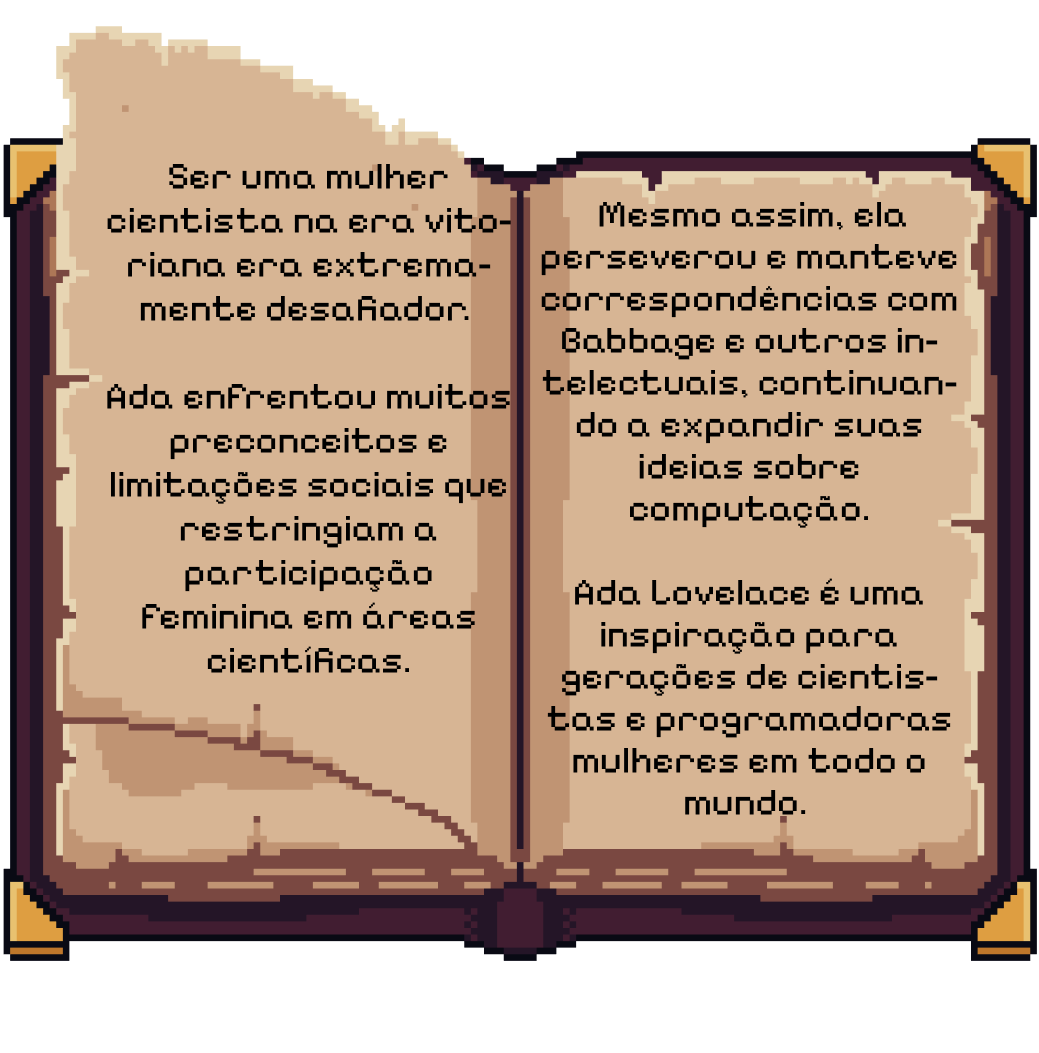 Ser uma mulher
cientista na era vito-
riana era extrema-
mente desafiador.
Ada enfrentou muitos
preconceitos e
limitações sociais que
restringiam a
participação
feminina em áreas
científicas.
Mesmo assim, ela
perseverou e manteve
correspondências com
Babbage e outros in-
telectuais, continuan-
do a expandir suas
ideias sobre
computação.
Ada Lovelace é uma
inspiração para
gerações de cientis-
tas e programadoras
mulheres em todo o
mundo.